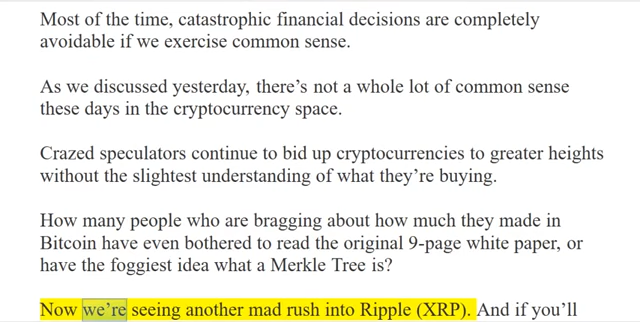 Most of the time, catastrophic financial decisions are completely
avoidable if we exercise common sense.
As we discussed yesterday, there’s not a whole lot of common sense
these days in the cryptocurrency space.
Crazed speculators continue to bid up cryptocurrencies to greater heights
without the slightest understanding of what they’re buying.
How many people who are bragging about how much they made in
Bitcoin have even bothered to read the original 9-page white paper, or
have the foggiest idea what a Merkle Tree is?
Now we’re seeing another mad rush into Ripple (XRP). And if you’ll